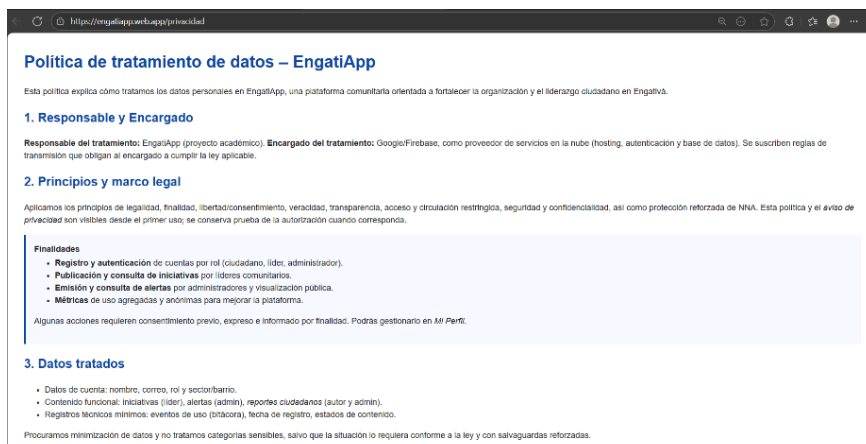 https://engatiapp.web.app/privacidad
Política de tratamiento de datos – EngatiApp
Esta política explica cómo tratamos los datos personales en EngatiApp, una plataforma comunitaria orientada a fortalecer la organización y el liderazgo ciudadano en Engativá.
1. Responsable y Encargado
Responsable del tratamiento: EngatiApp (proyecto académico). Encargado del tratamiento: Google/Firebase, como proveedor de servicios en la nube (hosting, autenticación y base de datos). Se suscriben reglas de
transmisión que obligan al encargado a cumplir la ley aplicable.
2. Principios y marco legal
Aplicamos los principios de legalidad, finalidad, libertad/consentimiento, veracidad, transparencia, acceso y circulación restringida, seguridad y confidencialidad, así como protección reforzada de NNA. Esta política y el aviso de
privacidad son visibles desde el primer uso; se conserva prueba de la autorización cuando corresponda.
Finalidades
• Registro y autenticación de cuentas por rol (ciudadano, líder, administrador).
• Publicación y consulta de iniciativas por líderes comunitarios.
• Emisión y consulta de alertas por administradores y visualización pública.
• Métricas de uso agregadas y anónimas para mejorar la plataforma.
Algunas acciones requieren consentimiento previo, expreso e informado por finalidad. Podrás gestionarlo en Mi Perfil.
3. Datos tratados
• Datos de cuenta: nombre, correo, rol y sector/barrio.
• Contenido funcional: iniciativas (líder), alertas (admin), reportes ciudadanos (autor y admin).
• Registros técnicos mínimos: eventos de uso (bitácora), fecha de registro, estados de contenido.
Procuramos minimización de datos y no tratamos categorías sensibles, salvo que la situación lo requiera conforme a la ley y con salvaguardas reforzadas.